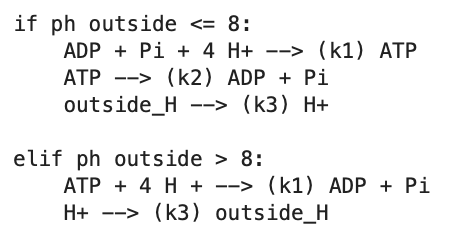 if ph outside <= 8:
ADP + Pi + 4 H+ --> (k1) ATP
ATP --> (k2) ADP + Pi
outside_H --> (k3) H+
elif ph outside > 8:
ATP + 4 H + --> (k1) ADP + Pi
H+ --> (k3) outside_H